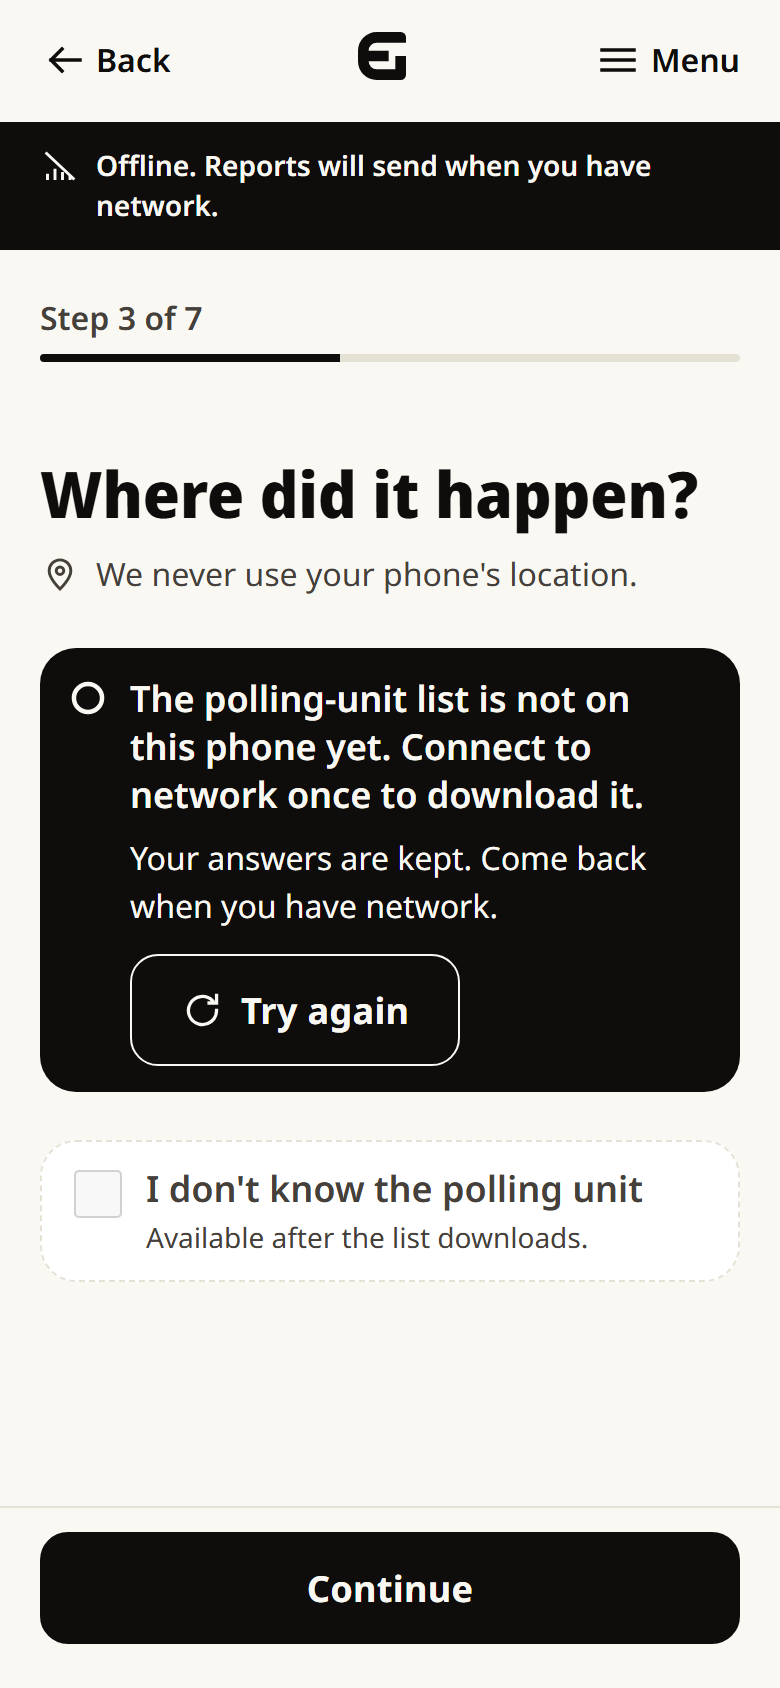 Back
Menu
Offline. Reports will send when you have
network.
Step 3 of 7
Where did it happen?
We never use your phone's location.
The polling-unit list is not on
this phone yet. Connect to
network once to download it.
Your answers are kept. Come back
when you have network.
Try again
I don't know the polling unit
Available after the list downloads.
Continue